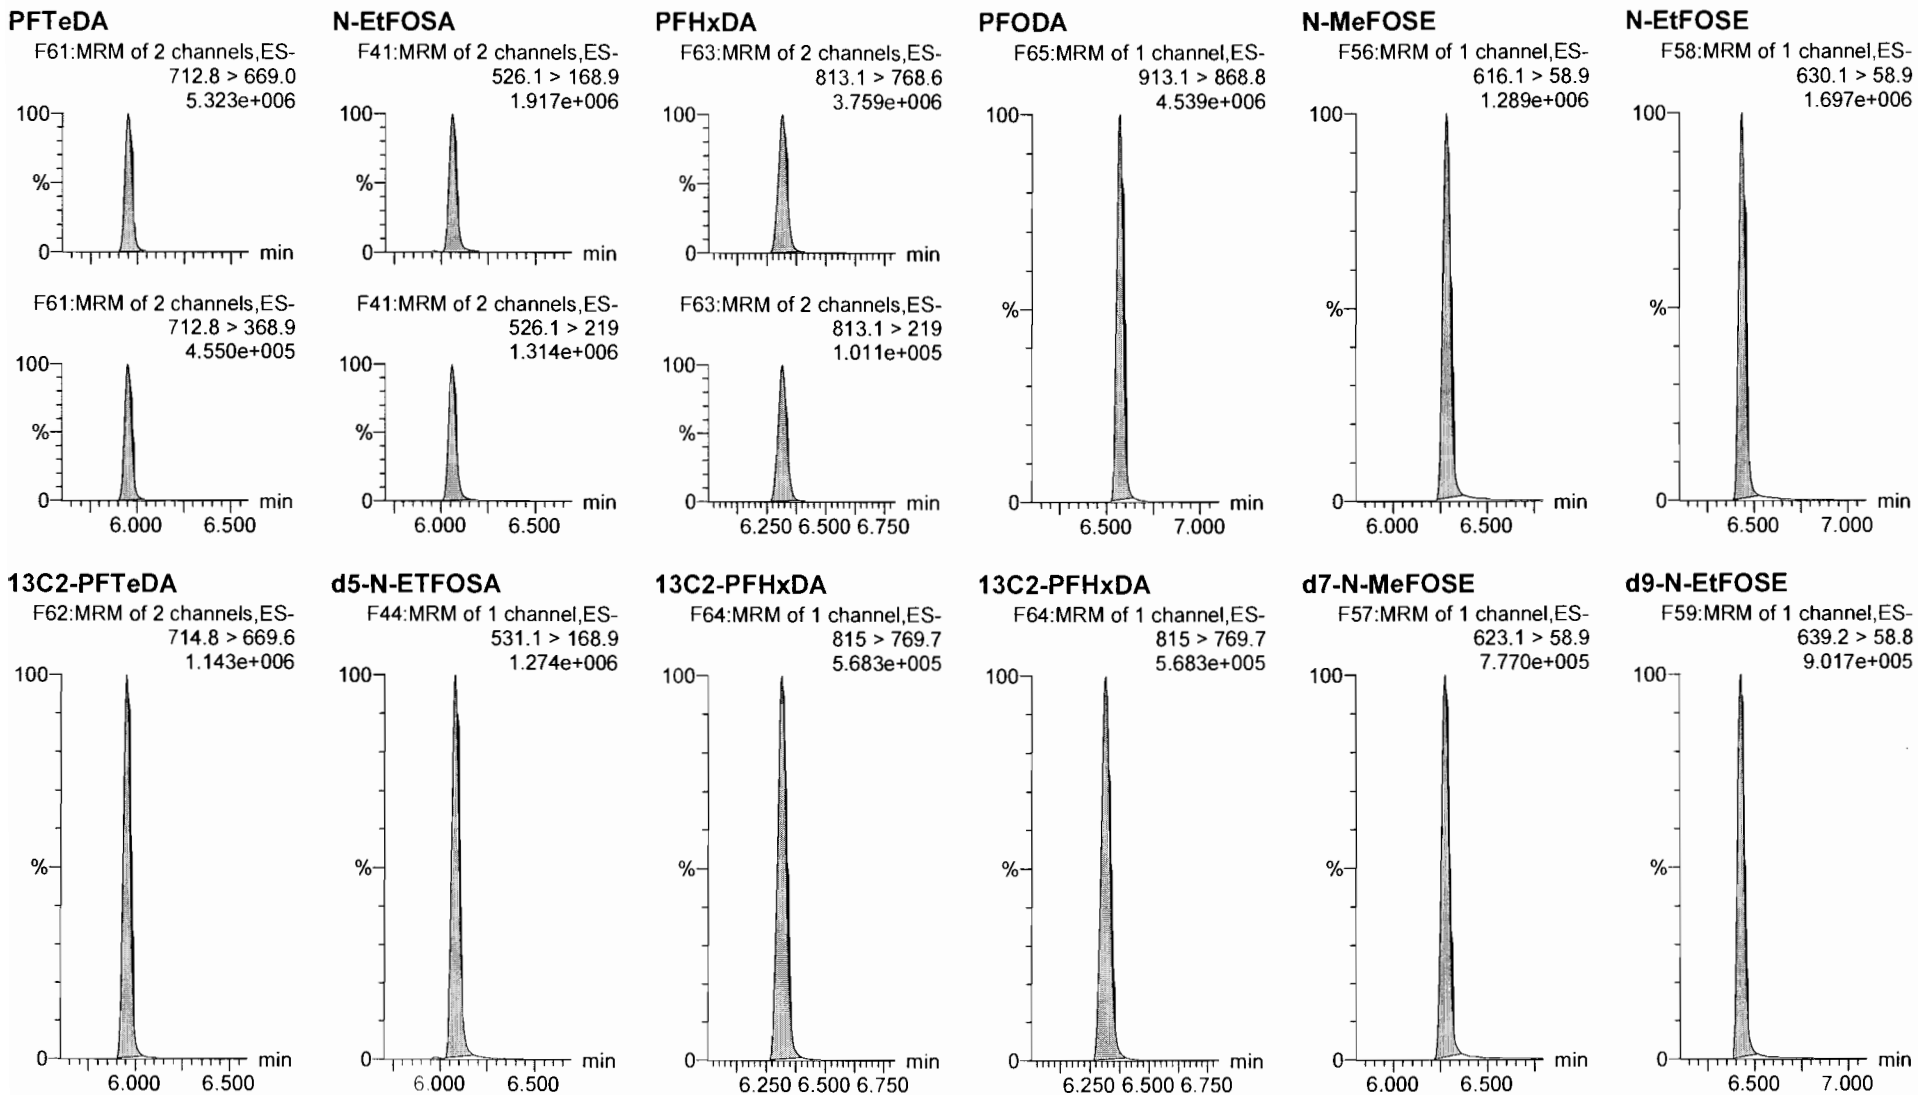 PFTeDA
F61:MRM of 2 channels,ES-
712.8 > 669.0
5.323e+006
100
%
0
min
F61:MRM of 2 channels,ES-
712.8 > 368.9
4.550e+005
100
%
0
min
6.000 6.500
N-EtFOSA
F41:MRM of 2 channels,ES-
526.1 > 168.9
1.917e+006
100
%
0
min
F41:MRM of 2 channels,ES-
526.1 > 219
1.314e+006
100
%
0
min
6.000 6.500
PFHxDA
F63:MRM of 2 channels,ES-
813.1 > 768.6
3.759e+006
100
%
0
min
F63:MRM of 2 channels,ES-
813.1 > 219
1.011e+005
100
%
0
min
6.250 6.500 6.750
PFODA
F65:MRM of 1 channel,ES-
913.1 > 868.8
4.539e+006
100
%
0
min
6.500 7.000
N-MeFOSE
F56:MRM of 1 channel,ES-
616.1 > 58.9
1.289e+006
100
%
0
min
6.000 6.500
N-EtFOSE
F58:MRM of 1 channel,ES-
630.1 > 58.9
1.697e+006
100
%
0
min
6.500 7.000
13C2-PFTeDA
F62:MRM of 2 channels,ES-
714.8 > 669.6
1.143e+006
100
%
0
min
6.000 6.500
d5-N-ETFOSA
F44:MRM of 1 channel,ES-
531.1 > 168.9
1.274e+006
100
%
0
min
6.000 6.500
13C2-PFHxDA
F64:MRM of 1 channel,ES-
815 > 769.7
5.683e+005
100
%
0
min
6.250 6.500 6.750
13C2-PFHxDA
F64:MRM of 1 channel,ES-
815 > 769.7
5.683e+005
100
%
0
min
6.250 6.500 6.750
d7-N-MeFOSE
F57:MRM of 1 channel,ES-
623.1 > 58.9
7.770e+005
100
%
0
min
6.000 6.500
d9-N-EtFOSE
F59:MRM of 1 channel,ES-
639.2 > 58.8
9.017e+005
100
%
0
min
6.500 7.000